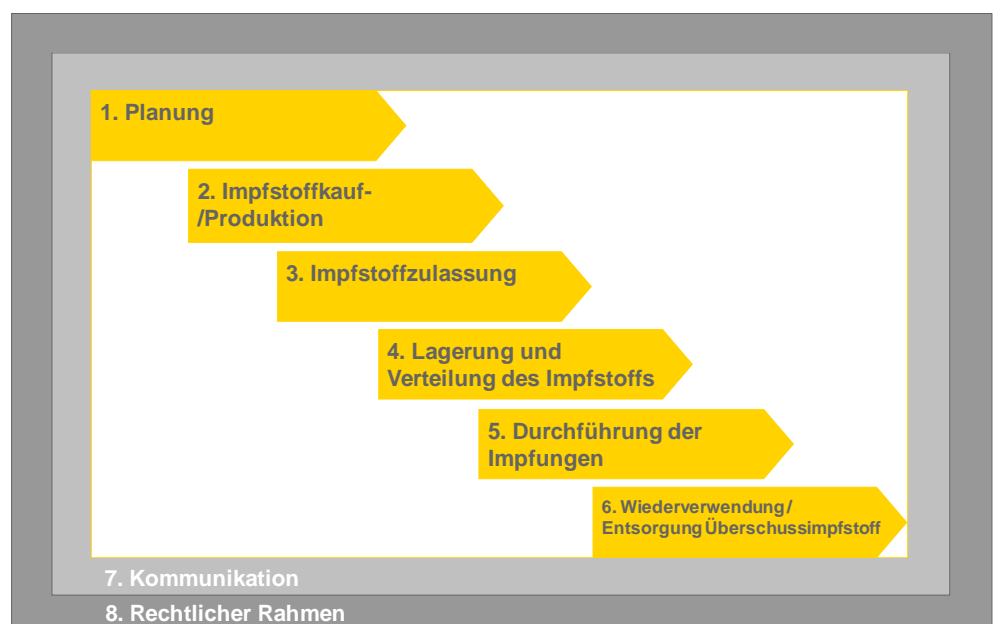 1. Planung
2. Impfstoffkauf-
/Produktion
3. Impfstoffzulassung
4. Lagerung und
Verteilung des Impfstoffs
5. Durchführung der
Impfungen
6. Wiederverwendung/
Entsorgung Überschussimpfstoff
7. Kommunikation
8. Rechtlicher Rahmen